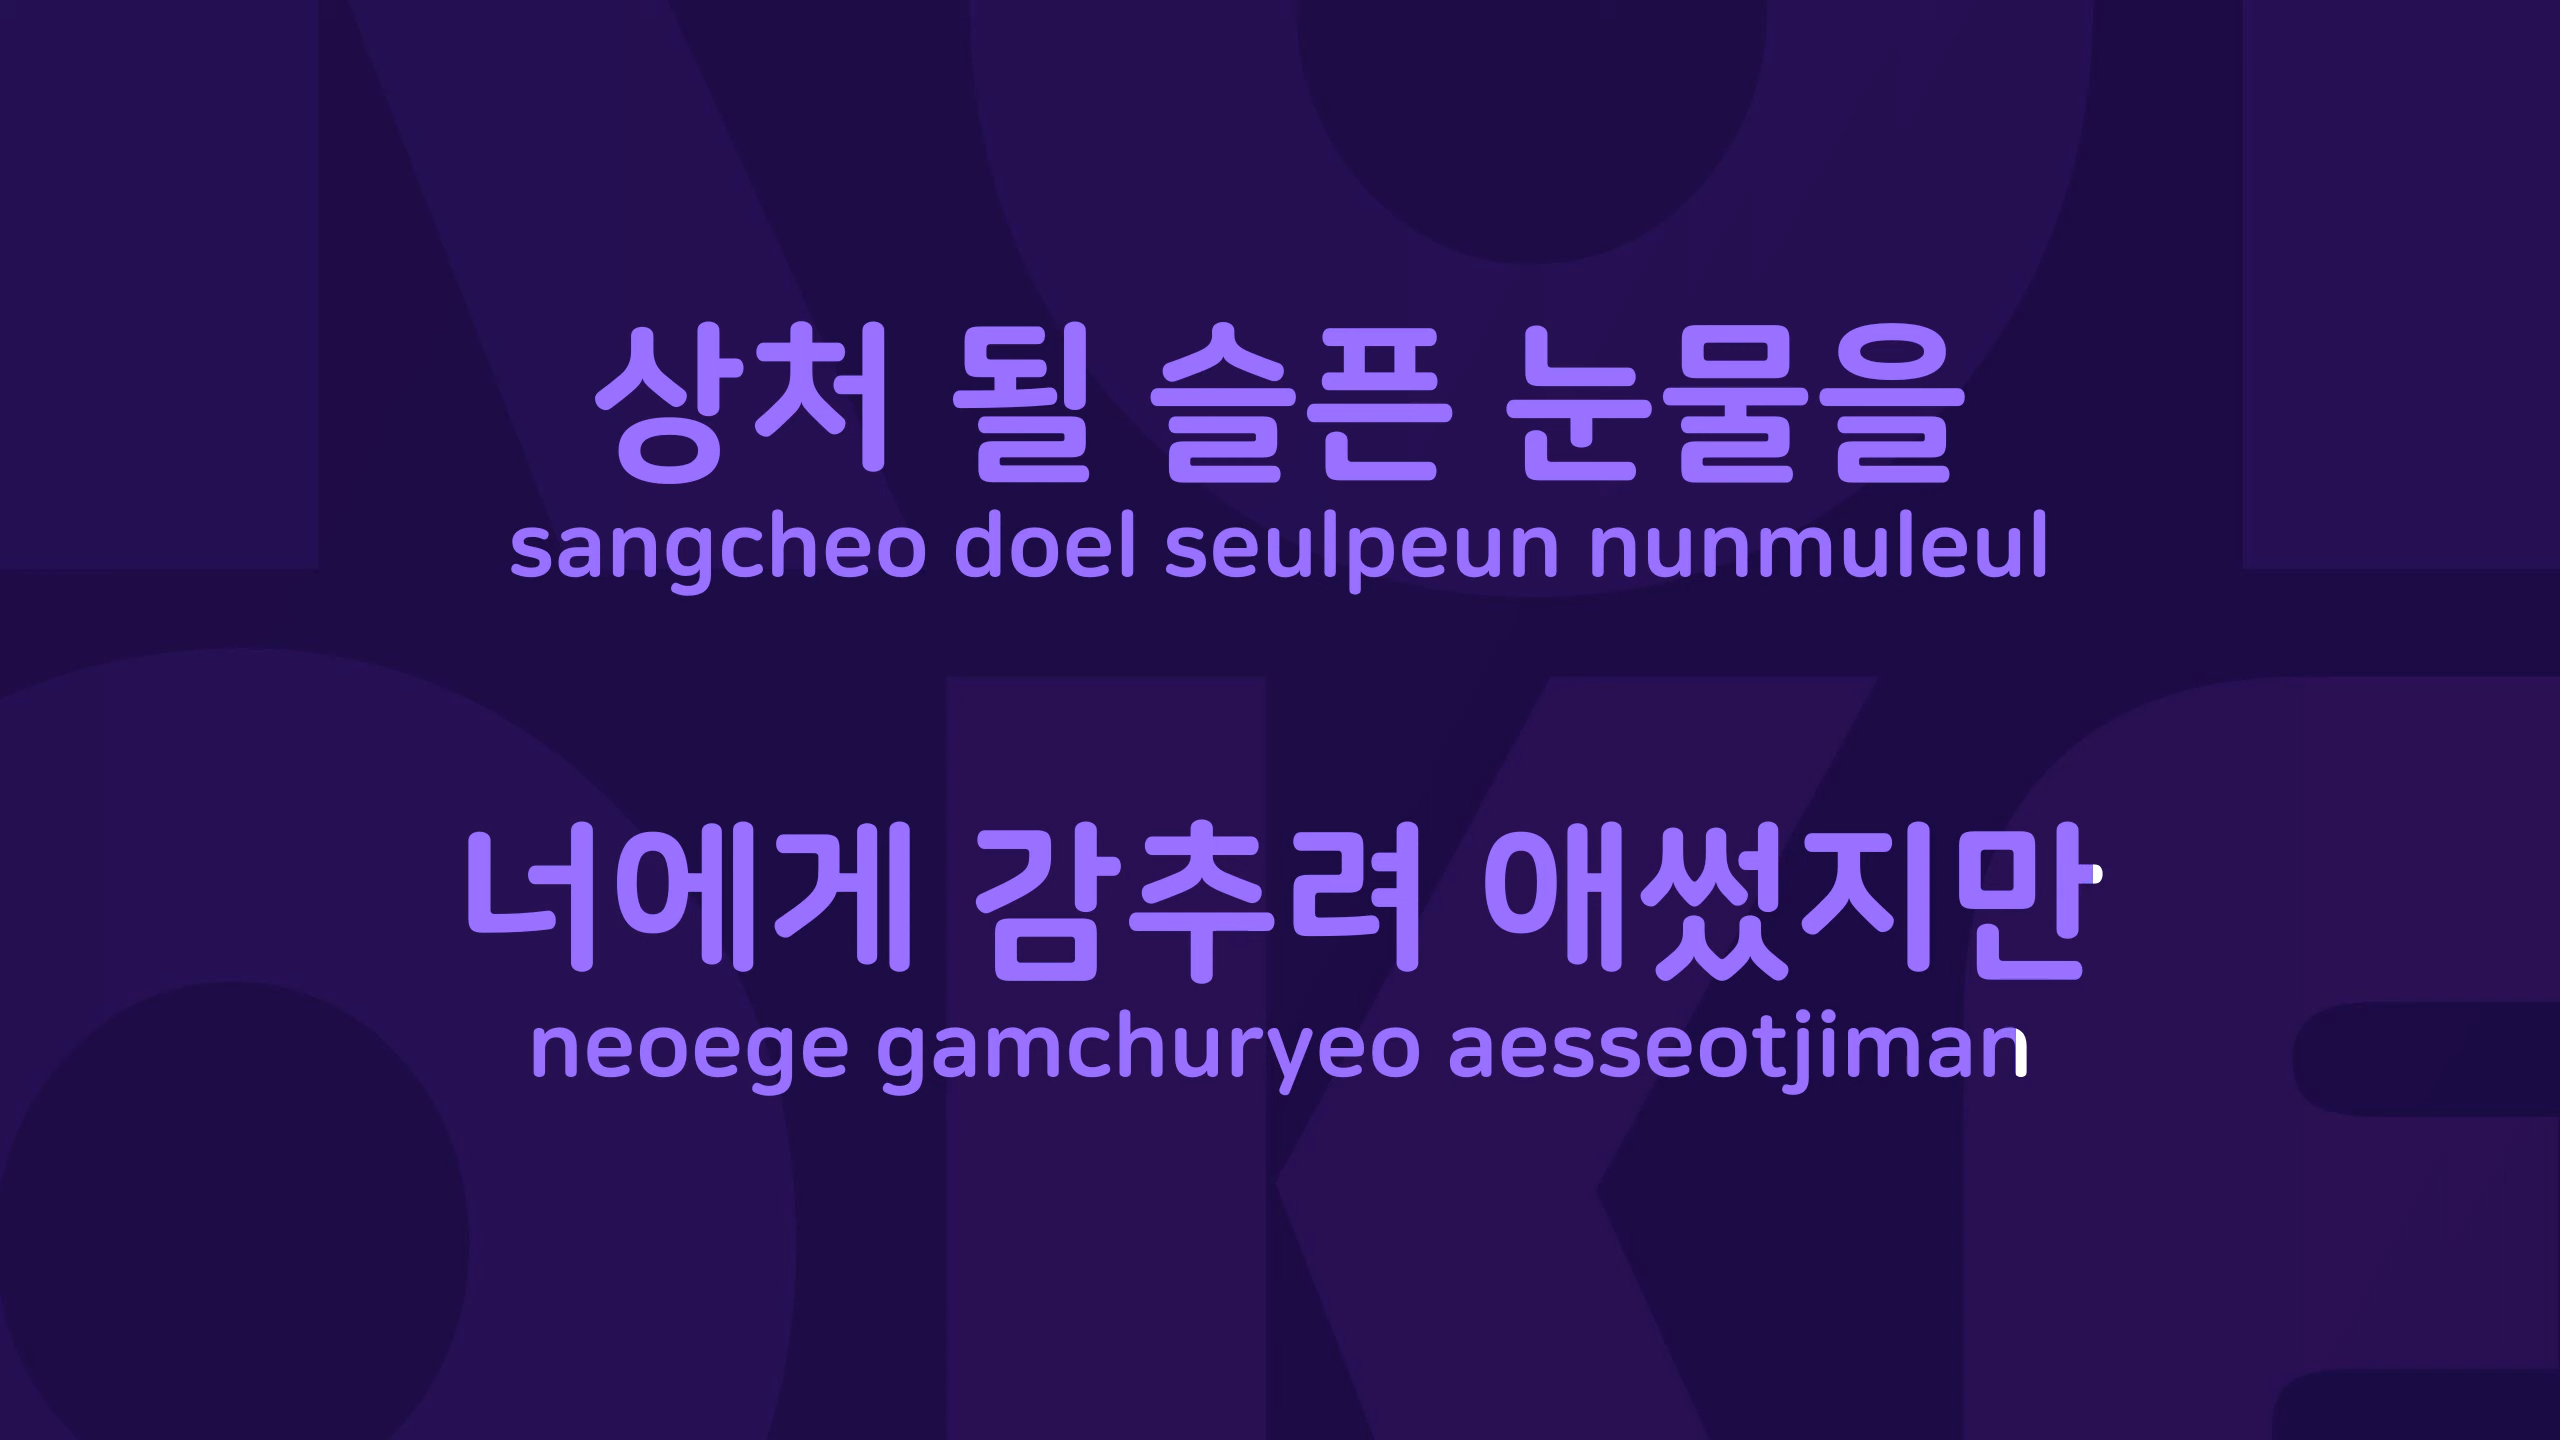 상처 될 슬픈 눈물을
sangcheo doel seulpeun nunmuleul
너에게 감추려 애썼지만
neoege gamchuryeo aesseotjiman